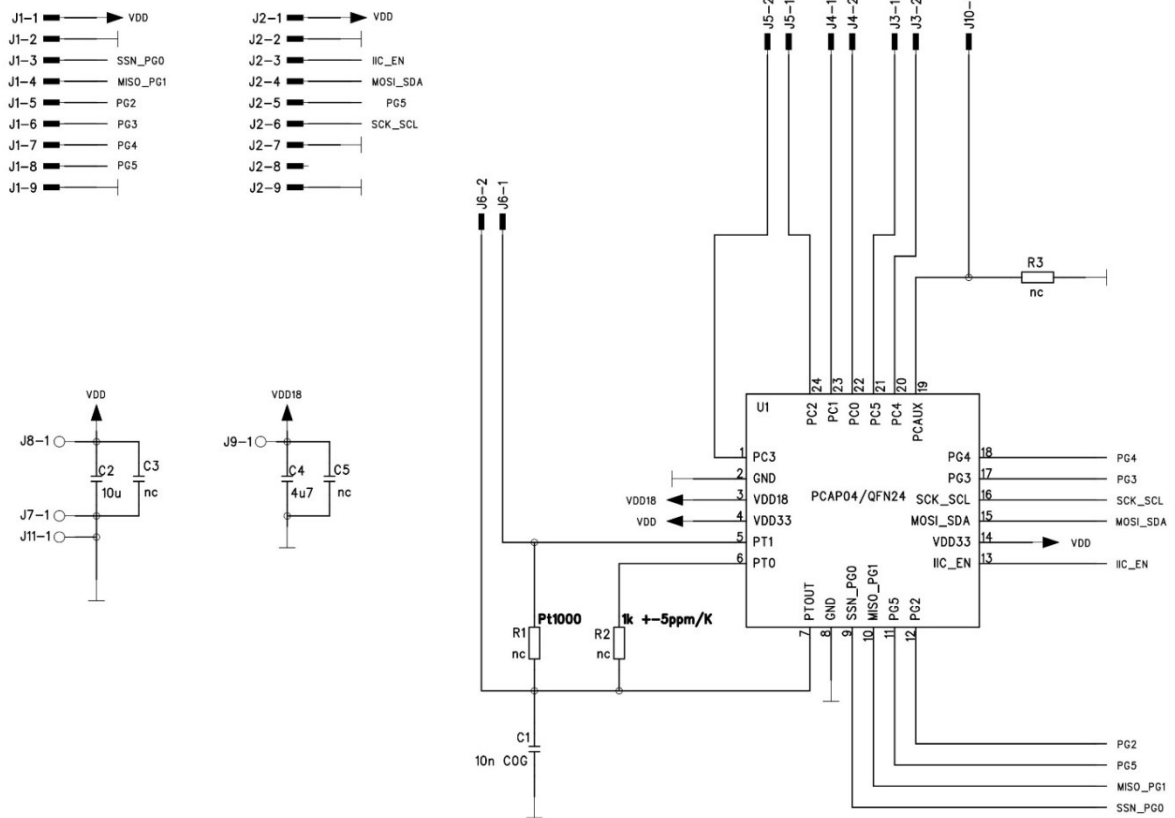 J1-1 VDD
J1-2
J1-3 SSN_PG0
J1-4 MISO_PG1
J1-5 PG2
J1-6 PG3
J1-7 PG4
J1-8 PG5
J1-9
J2-1 VDD
J2-2
J2-3 IIC_EN
J2-4 MOSI_SDA
J2-5 PG5
J2-6 SCK_SCL
J2-7
J2-8
J2-9
J5-2
J5-1
J4-1
J4-2
J3-1
J3-2
J10-
J6-2
J6-1
R3
nc
VDD
J8-1
C2
10u
C3
nc
J7-1
J11-1
VDD18
J9-1
C4
4u7
C5
nc
U1
PCAP04/QFN24
24 PC2
23 PC1
22 PC0
21 PC5
20 PC4
19 PCAUX
1 PC3
2 GND
VDD18 3 VDD18
VDD 4 VDD33
5 PT1
6 PT0
PG4 18 PG4
PG3 17 PG3
SCK_SCL 16 SCK_SCL
MOSI_SDA 15 MOSI_SDA
VDD33 14 VDD
IIC_EN 13 IIC_EN
PTOUT 7
GND 8
SSN_PG0 9
MISO_PG1 10
PG5 11
PG2 12
Pt1000
R1
nc
1k +-5ppm/K
R2
nc
C1
10n COG
PG2
PG5
MISO_PG1
SSN_PG0